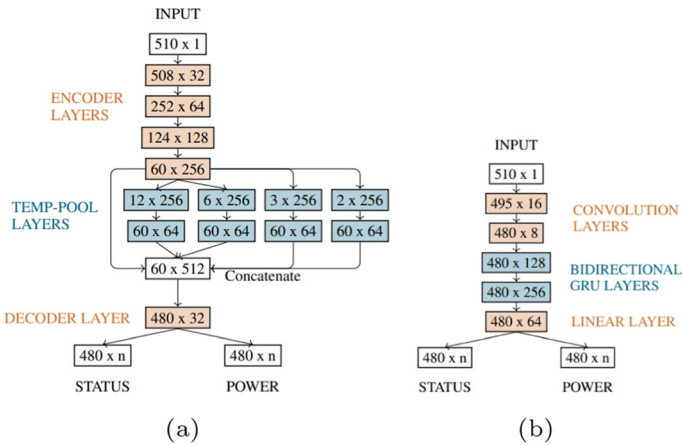 INPUT
510 x 1
508 x 32
ENCODER
LAYERS
252 x 64
124 x 128
60 x 256
TEMP-POOL
LAYERS
12 x 256
6 x 256
3 x 256
2 x 256
60 x 64
60 x 64
60 x 64
60 x 64
60 x 512
Concatenate
DECODER LAYER
480 x 32
480 x n
480 x n
STATUS
POWER
(a)
INPUT
510 x 1
495 x 16
CONVOLUTION
LAYERS
480 x 8
480 x 128
BIDIRECTIONAL
GRU LAYERS
480 x 256
480 x 64
LINEAR LAYER
480 x n
480 x n
STATUS
POWER
(b)